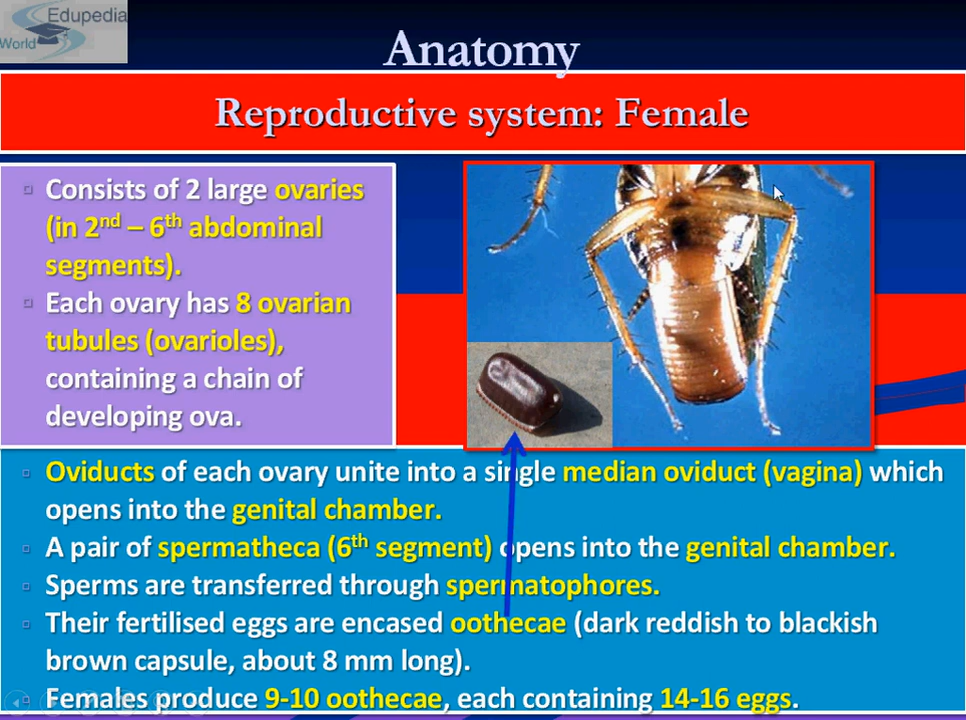 Edupedia
World
Anatomy
Reproductive system: Female
Consists of 2 large ovaries
(in 2nd – 6th abdominal
segments).
Each ovary has 8 ovarian
tubules (ovarioles),
containing a chain of
developing ova.
Oviducts of each ovary unite into a single median oviduct (vagina) which
opens into the genital chamber.
A pair of spermatheca (6th segment) opens into the genital chamber.
Sperms are transferred through spermatophores.
Their fertilised eggs are encased oothecae (dark reddish to blackish
brown capsule, about 8 mm long).
Females produce 9-10 oothecae, each containing 14-16 eggs.